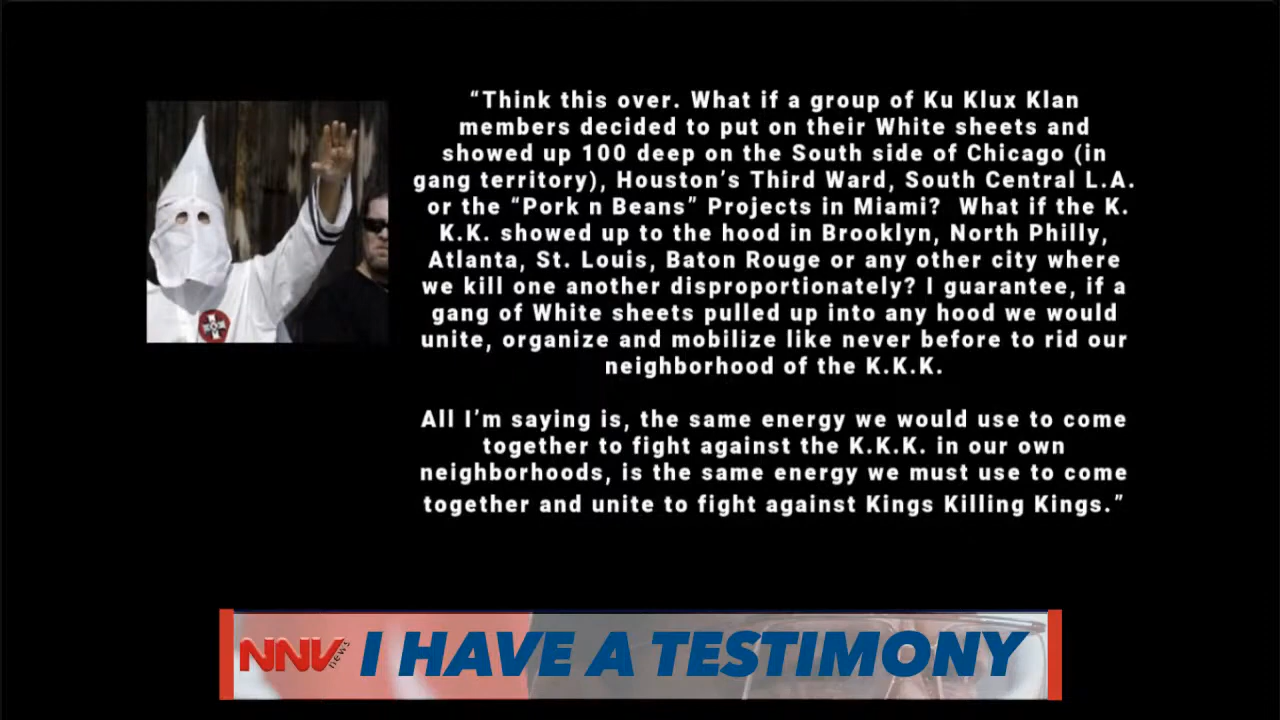 “Think this over. What if a group of Ku Klux Klan
members decided to put on their White sheets and
showed up 100 deep on the South side of Chicago (in
gang territory), Houston’s Third Ward, South Central L.A.
or the “Pork n Beans” Projects in Miami?  What if the K.
K.K. showed up to the hood in Brooklyn, North Philly,
Atlanta, St. Louis, Baton Rouge or any other city where
we kill one another disproportionately? I guarantee, if a
gang of White sheets pulled up into any hood we would
unite, organize and mobilize like never before to rid our
neighborhood of the K.K.K.
All I’m saying is, the same energy we would use to come
together to fight against the K.K.K. in our own
neighborhoods, is the same energy we must use to come
together and unite to fight against Kings Killing Kings.”
NNV news I HAVE A TESTIMONY